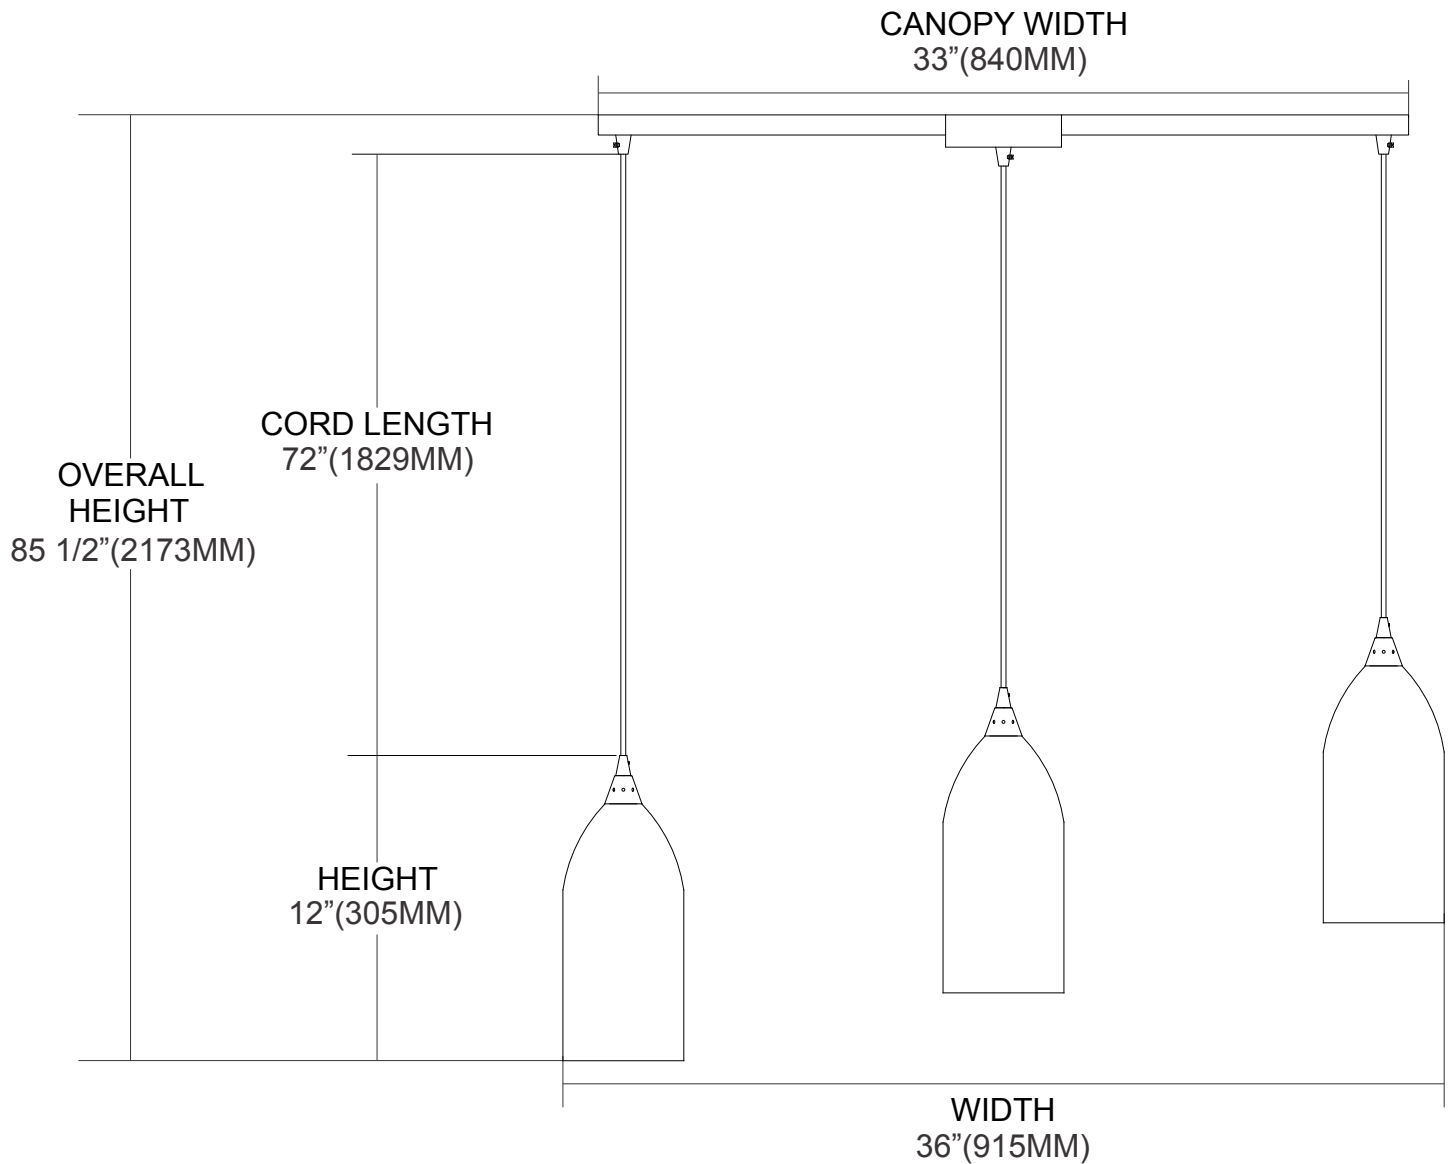 CANOPY WIDTH
33”(840MM)
CORD LENGTH
72”(1829MM)
OVERALL
HEIGHT
85 1/2”(2173MM)
HEIGHT
12”(305MM)
WIDTH
36”(915MM)